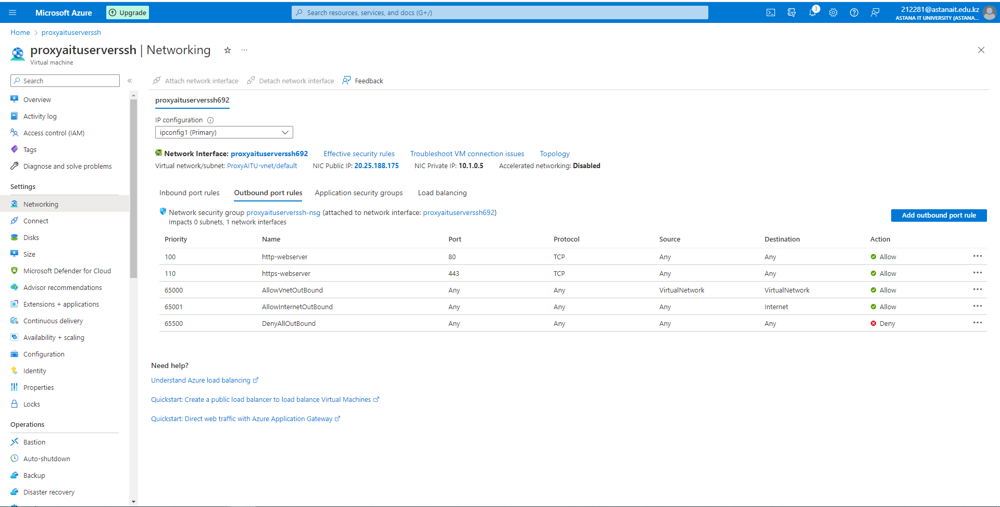 Microsoft Azure
Upgrade
Search resources, services, and docs (G+/)
3
212281@astanait.edu.kz
ASTANA IT UNIVERSITY (ASTANA...
Home > proxyaituserverssh
proxyaituserverssh | Networking
Virtual machine
Search
Overview
Activity log
Access control (IAM)
Tags
Diagnose and solve problems
Settings
Networking
Connect
Disks
Size
Microsoft Defender for Cloud
Advisor recommendations
Extensions + applications
Continuous delivery
Availability + scaling
Configuration
Identity
Properties
Locks
Operations
Bastion
Auto-shutdown
Backup
Disaster recovery
Attach network interface Detach network interface Feedback
proxyaituserverssh692
IP configuration
ipconfig1 (Primary)
Network Interface: proxyaituserverssh692 Effective security rules Troubleshoot VM connection issues Topology
Virtual network/subnet: ProxyAITU-vnet/default NIC Public IP: 20.25.188.175 NIC Private IP: 10.1.0.5 Accelerated networking: Disabled
Inbound port rules Outbound port rules Application security groups Load balancing
Network security group proxyaituserverssh-nsg (attached to network interface: proxyaituserverssh692)
Impacts 0 subnets, 1 network interfaces
Add outbound port rule
Priority Name Port Protocol Source Destination Action
100 http-webserver 80 TCP Any Any Allow
110 https-webserver 443 TCP Any Any Allow
65000 AllowVnetOutBound Any Any VirtualNetwork VirtualNetwork Allow
65001 AllowInternetOutBound Any Any Any Internet Allow
65500 DenyAllOutBound Any Any Any Any Deny
Need help?
Understand Azure load balancing
Quickstart: Create a public load balancer to load balance Virtual Machines
Quickstart: Direct web traffic with Azure Application Gateway